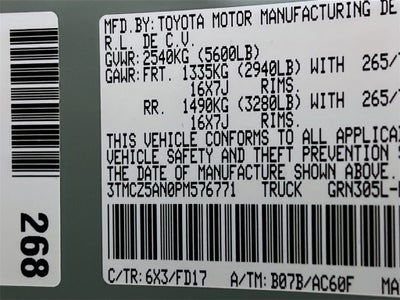 MFD.BY: TOYOTA MOTOR MANUFACTURING DE
R.L. DE C.V.
GVWR: 2540KG (5600LB)
GAWR: FRT. 1335KG (2940LB) WITH 265/
16X7J RIMS.
RR. 1490KG (3280LB) WITH 265/
16X7J RIMS.
THIS VEHICLE CONFORMS TO ALL APPLICAB
VEHICLE SAFETY AND THEFT PREVENTION
THE DATE OF MANUFACTURE SHOWN ABOVE.
3TMCZ5AN0PM576771 TRUCK GRN305L-
C/TR: 6X3/FD17 A/TM: B07B/AC60F MA
268